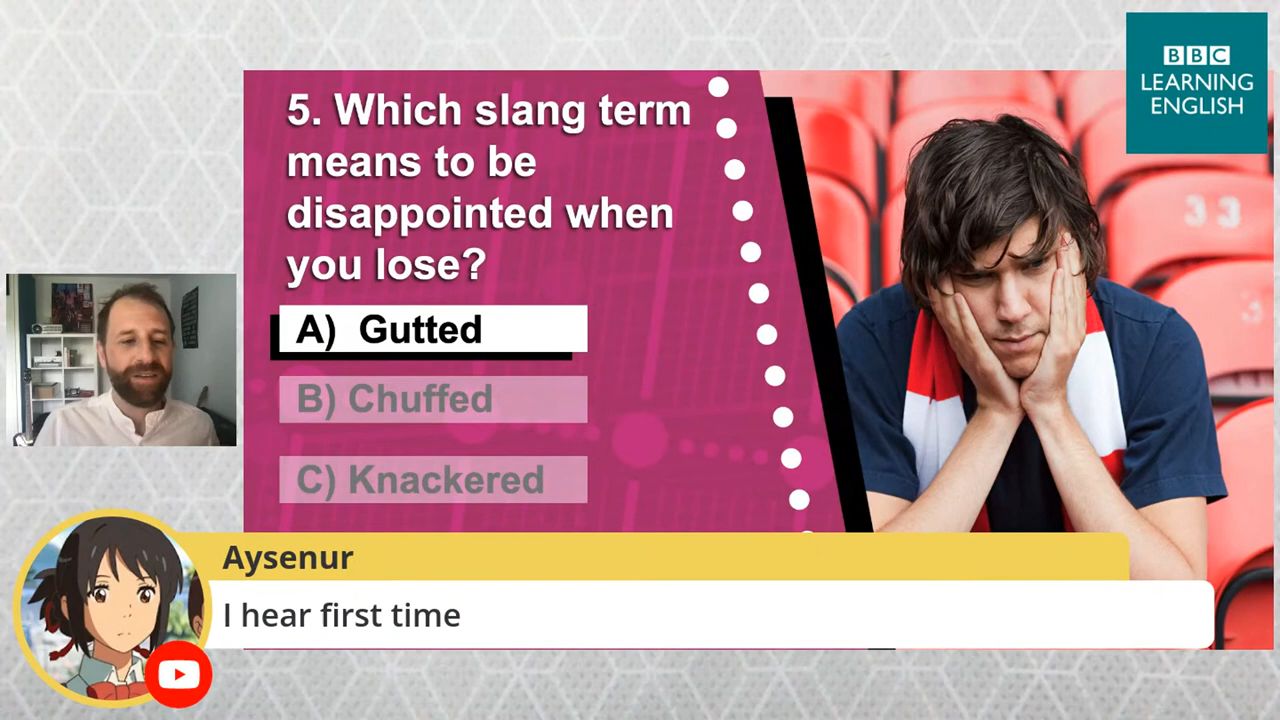 BBC
LEARNING
ENGLISH
5. Which slang term
means to be
disappointed when
you lose?
A) Gutted
B) Chuffed
C) Knackered
33
Aysenur
I hear first time